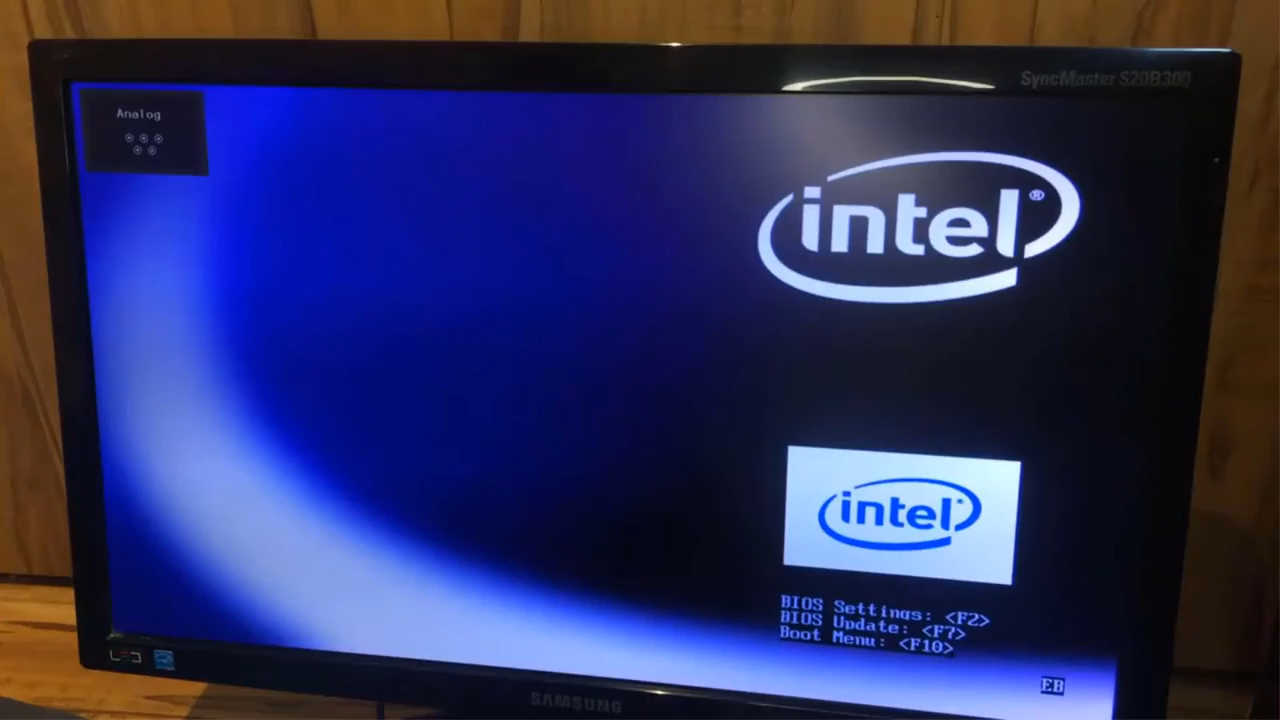 SyncMaster S20B300
Analog
intel®
intel
BIOS Settings: <F2>
BIOS Update: <F7>
Boot Menu: <F10>
EB
SAMSUNG